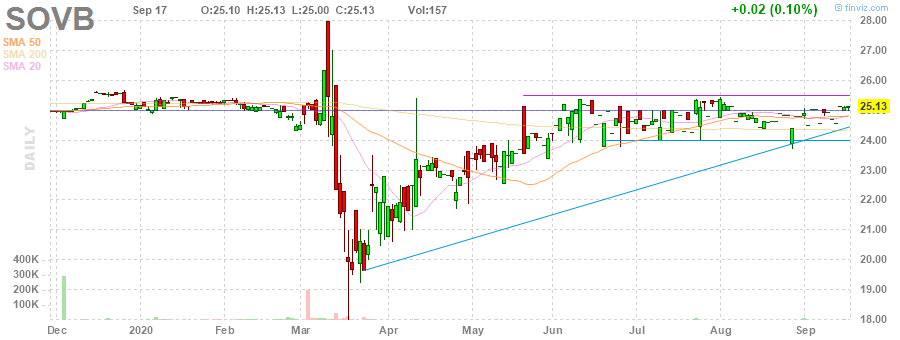 SOVB Sep 17 O:25.10 H:25.13 L:25.00 C:25.13 Vol:157 +0.02 (0.10%) © finviz.com
SMA 50
SMA 200
SMA 20
DAILY
28.00
27.00
26.00
25.13
25.00
24.00
23.00
22.00
21.00
20.00
19.00
18.00
400K
300K
200K
100K
Dec 2020 Feb Mar Apr May Jun Jul Aug Sep